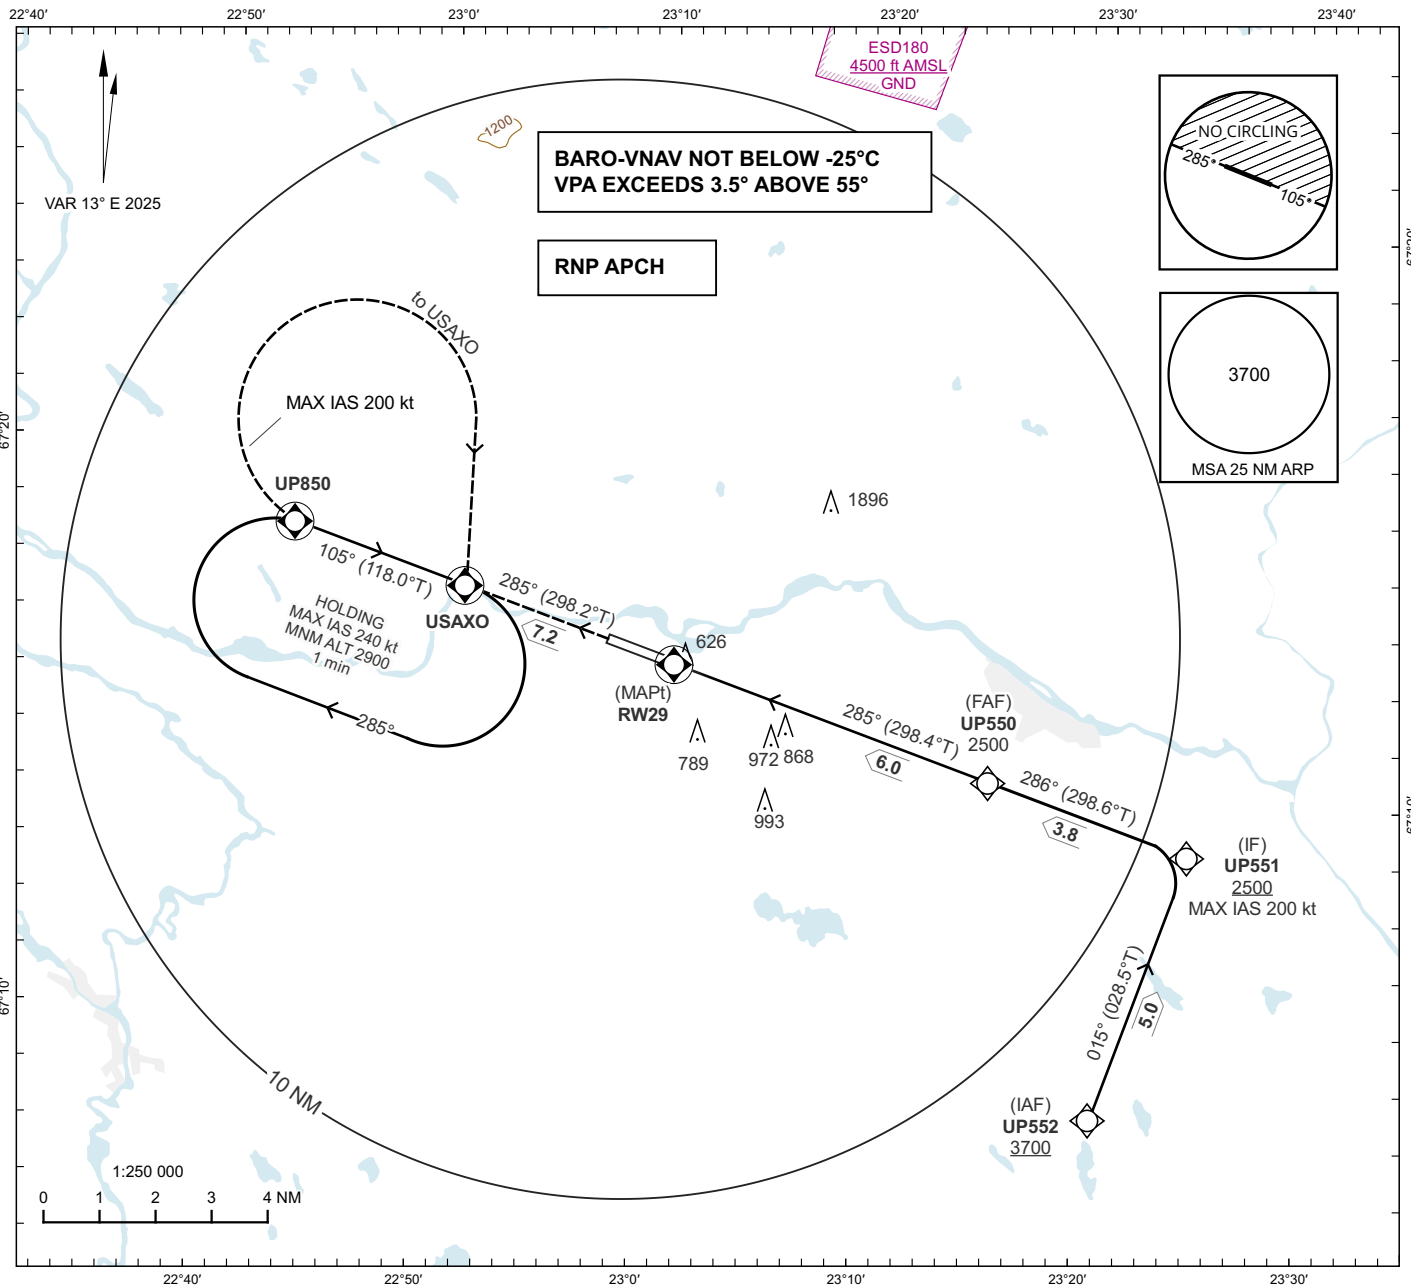 22°40′
22°50′
23°0′
23°10′
23°20′
23°30′
23°40′
ESD180
4500 ft AMSL
GND
1200
BARO-VNAV NOT BELOW -25°C
VPA EXCEEDS 3.5° ABOVE 55°
RNP APCH
VAR 13° E 2025
NO CIRCLING
285°
105°
67°20′
3700
MSA 25 NM ARP
to USAXO
MAX IAS 200 kt
67°20′
UP850
105° (118.0°T)
USAXO
HOLDING
MAX IAS 240 kt
MNM ALT 2900
1 min
285°
285° (298.2°T)
7.2
1896
626
(MAPt)
RW29
789
972
868
993
285° (298.4°T)
6.0
(FAF)
UP550
2500
286° (298.6°T)
3.8
67°10′
(IF)
UP551
2500
MAX IAS 200 kt
015° (028.5°T)
5.0
67°10′
(IAF)
UP552
3700
10 NM
1:250 000
0 1 2 3 4 NM
22°40′
22°50′
23°0′
23°10′
23°20′
23°30′